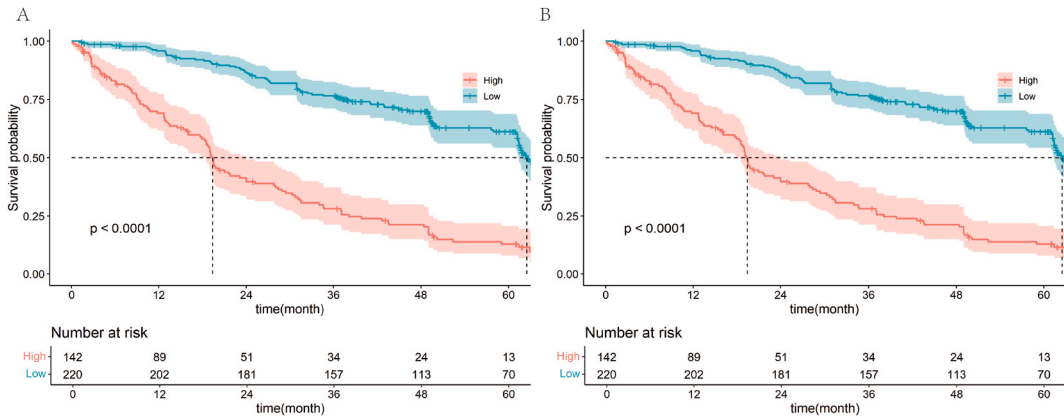 A
1.00
0.75
0.50
0.25
0.00
Survival probability
High
Low
p < 0.0001
0 12 24 36 48 60
time(month)
Number at risk
High 142 89 51 34 24 13
Low 220 202 181 157 113 70
0 12 24 36 48 60
time(month)
B
1.00
0.75
0.50
0.25
0.00
Survival probability
High
Low
p < 0.0001
0 12 24 36 48 60
time(month)
Number at risk
High 142 89 51 34 24 13
Low 220 202 181 157 113 70
0 12 24 36 48 60
time(month)